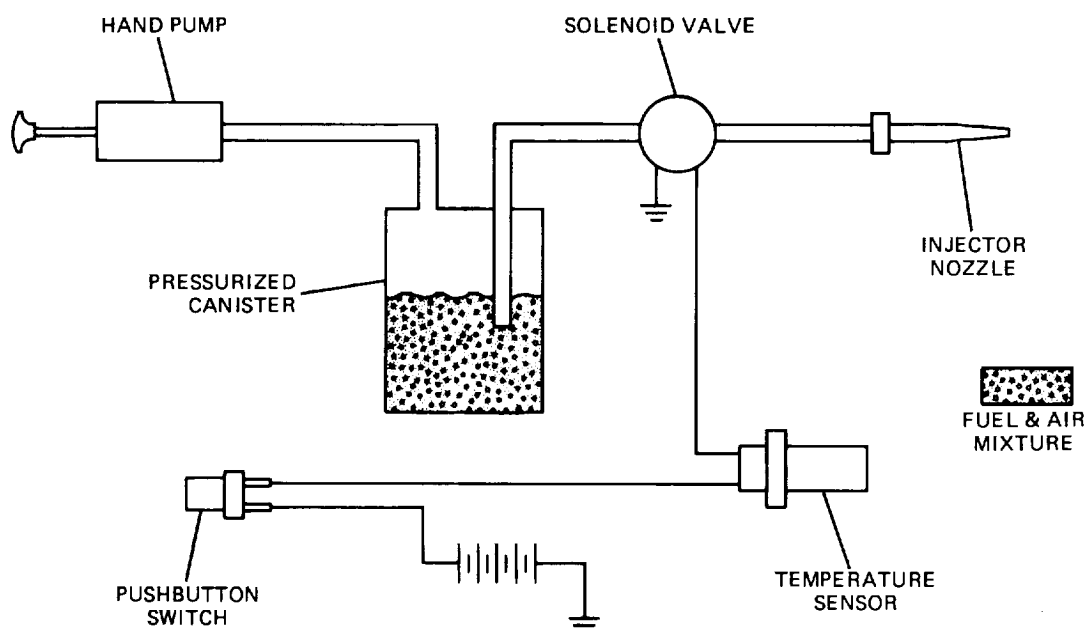 HAND PUMP
SOLENOID VALVE
INJECTOR
NOZZLE
PRESSURIZED
CANISTER
FUEL & AIR
MIXTURE
PUSHBUTTON
SWITCH
TEMPERATURE
SENSOR